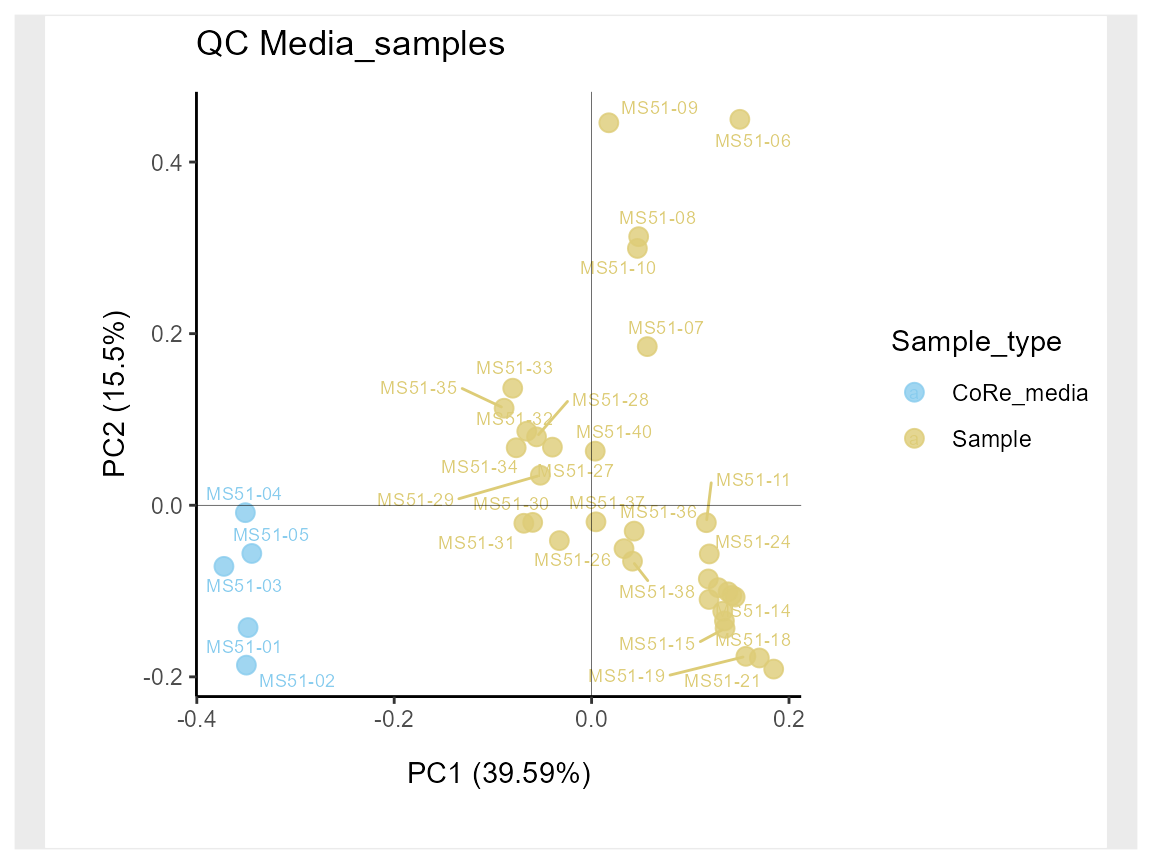 QC Media_samples
MS51-09
MS51-06
0.4
MS51-08
MS51-10
0.2
MS51-07
MS51-33
MS51-35
MS51-28
MS51-32
MS51-40
MS51-34
MS51-27
MS51-29
MS51-30
MS51-37
MS51-36
MS51-11
MS51-04
0.0
MS51-05
MS51-31
MS51-26
MS51-24
MS51-03
MS51-38
MS51-14
MS51-01
MS51-15
MS51-18
MS51-02
MS51-19
MS51-21
-0.2
-0.4
-0.2
0.0
0.2
PC1 (39.59%)
PC2 (15.5%)
Sample_type
a CoRe_media
a Sample